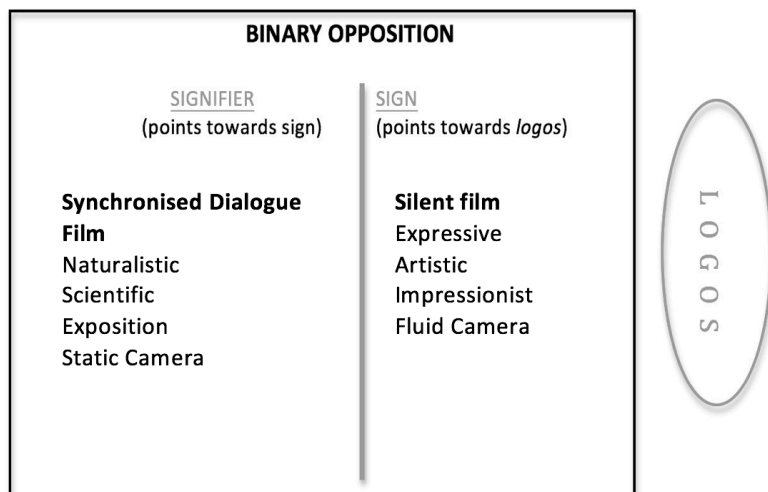 BINARY OPPOSITION
SIGNIFIER
(points towards sign)
Synchronised Dialogue
Film
Naturalistic
Scientific
Exposition
Static Camera
SIGN
(points towards logos)
Silent film
Expressive
Artistic
Impressionist
Fluid Camera
LOGOS